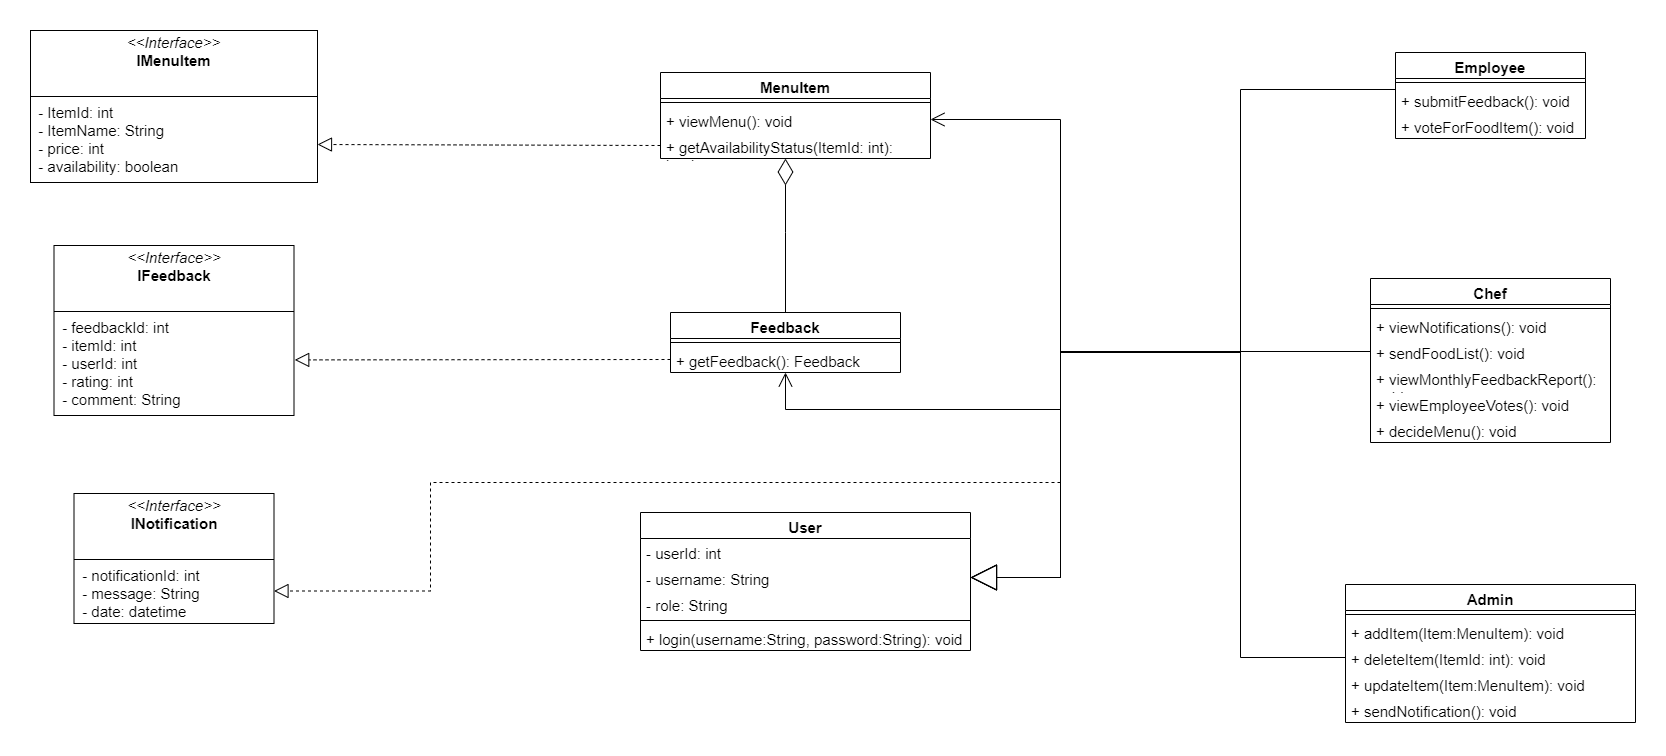 <<Interface>>
IMenuItem
- ItemId: int
- ItemName: String
- price: int
- availability: boolean
<<Interface>>
IFeedback
- feedbackId: int
- itemId: int
- userId: int
- rating: int
- comment: String
<<Interface>>
INotification
- notificationId: int
- message: String
- date: datetime
MenuItem
+ viewMenu(): void
+ getAvailabilityStatus(ItemId: int):
Feedback
+ getFeedback(): Feedback
User
- userId: int
- username: String
- role: String
+ login(username:String, password:String): void
Employee
+ submitFeedback(): void
+ voteForFoodItem(): void
Chef
+ viewNotifications(): void
+ sendFoodList(): void
+ viewMonthlyFeedbackReport():
+ viewEmployeeVotes(): void
+ decideMenu(): void
Admin
+ addItem(Item:MenuItem): void
+ deleteItem(ItemId: int): void
+ updateItem(Item:MenuItem): void
+ sendNotification(): void